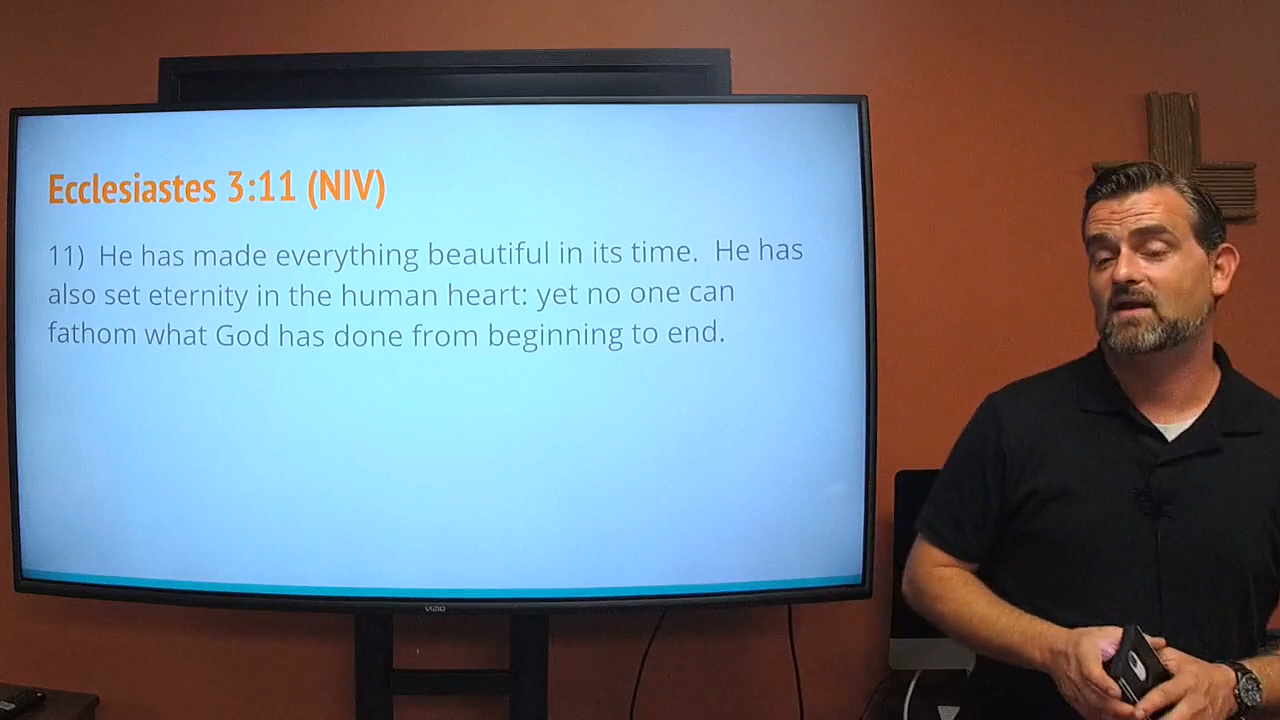 Ecclesiastes 3:11 (NIV)
11) He has made everything beautiful in its time. He has
also set eternity in the human heart: yet no one can
fathom what God has done from beginning to end.
VIZIO